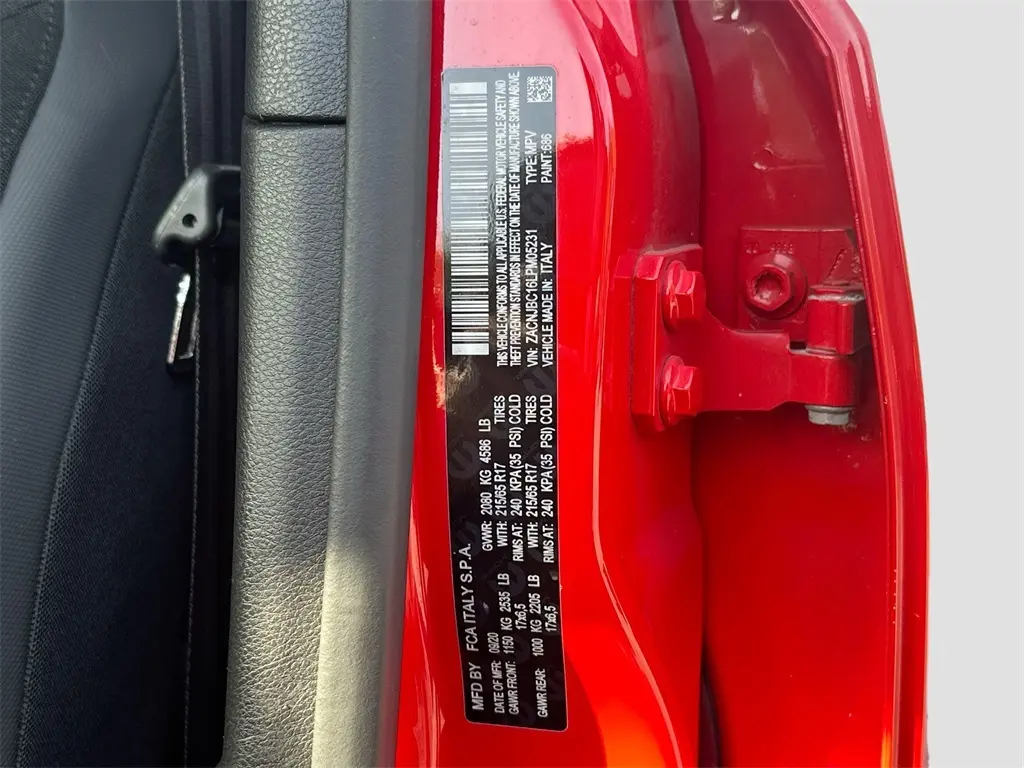 MFD BY FCA ITALY S.P.A.
DATE OF MFR: 09/20 GVWR: 2080 KG 4586 LB
GAWR FRONT: 1150 KG 2535 LB WITH: 215/65 R17 TIRES
17x6,5 RIMS AT: 240 KPA(35 PSI) COLD
GAWR REAR: 1000 KG 2205 LB WITH: 215/65 R17 TIRES
17x6,5 RIMS AT: 240 KPA(35 PSI) COLD
THIS VEHICLE CONFORMS TO ALL APPLICABLE U.S. FEDERAL MOTOR VEHICLE SAFETY AND
THEFT PREVENTION STANDARDS IN EFFECT ON THE DATE OF MANUFACTURE SHOWN ABOVE.
VIN: ZACNJBC16LPM05231 TYPE: MPV
VEHICLE MADE IN: ITALY PAINT:686